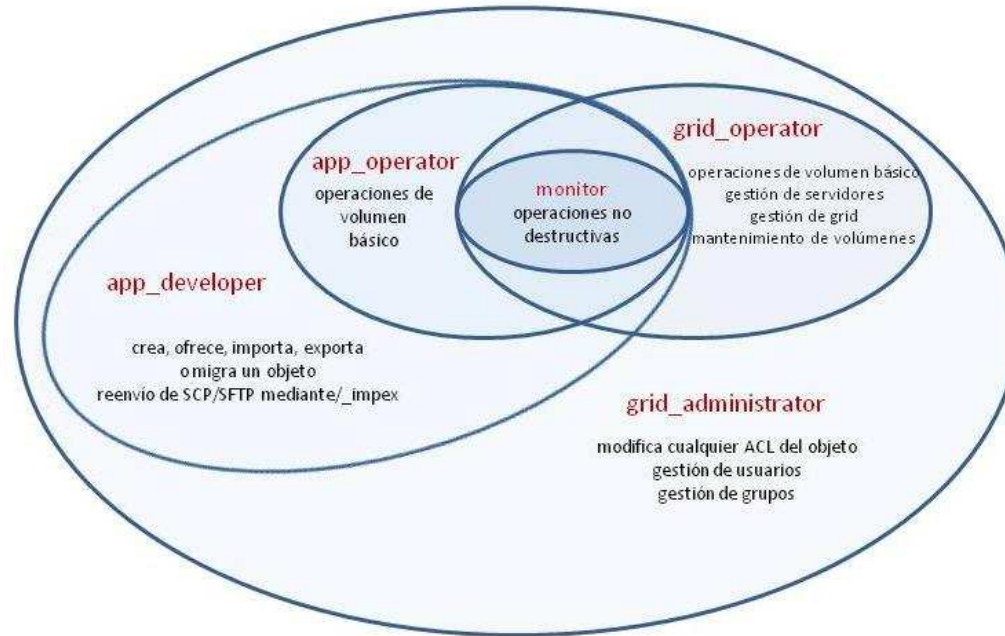 grid_operator
operaciones de volumen básico
gestión de servidores
gestión de grid
mantenimiento de volúmenes
app_operator
operaciones de
volumen
básico
monitor
operaciones no
destructivas
app_developer
crea, ofrece, importa, exporta
o migra un objeto
reenvío de SCP/SFTP mediante/_impex
grid_administrator
modifica cualquier ACL del objeto
gestión de usuarios
gestión de grupos